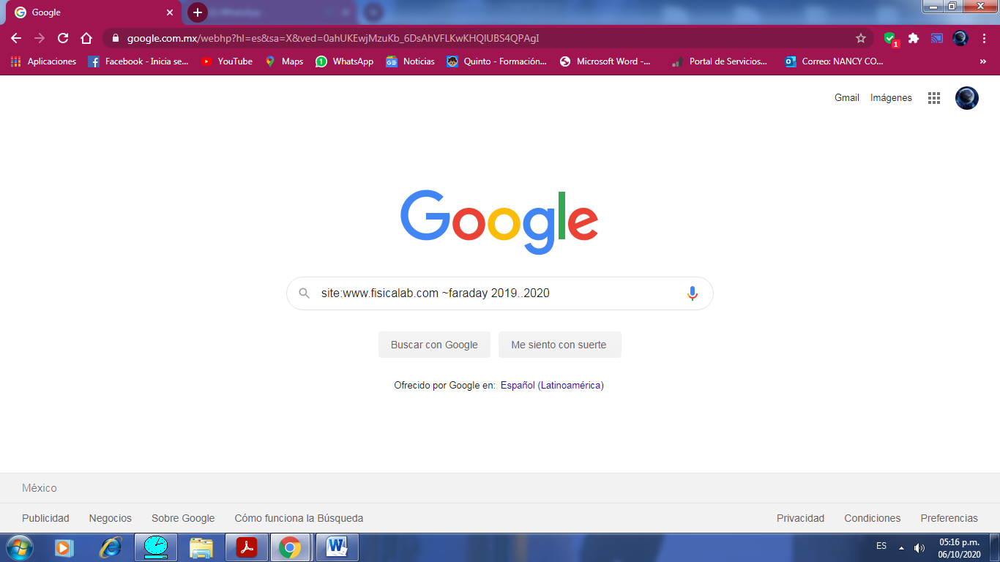 Google
WhatsApp
google.com.mx/webhp?hl=es&sa=X&ved=0ahUKEwjMzuKb_6DsAhVFLKwKHQlUBS4QPAgI
1
Aplicaciones Facebook - Inicia se... YouTube Maps WhatsApp Noticias Quinto - Formación... Microsoft Word -... Portal de Servicios... Correo: NANCY CO... »
Gmail Imágenes
Google
site:www.fisicalab.com ~faraday 2019..2020
Buscar con Google Me siento con suerte
Ofrecido por Google en: Español (Latinoamérica)
México
Publicidad Negocios Sobre Google Cómo funciona la Búsqueda Privacidad Condiciones Preferencias
ES 05:16 p.m.
06/10/2020